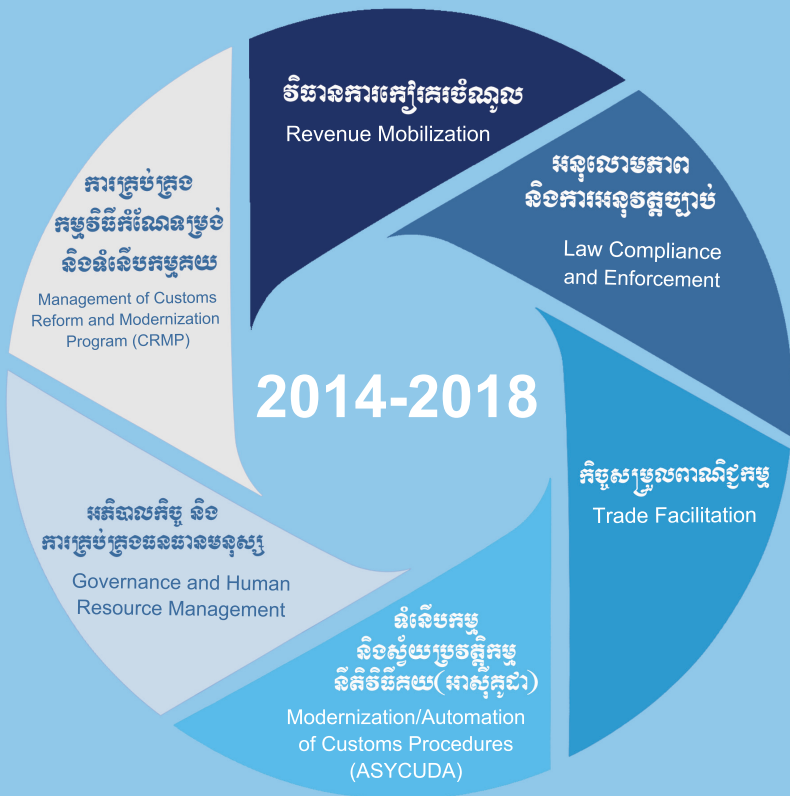 វិធានការកៀរគរចំណូល
Revenue Mobilization
អនុលោមភាព
និងការអនុវត្តច្បាប់
Law Compliance
and Enforcement
កិច្ចសម្រួលពាណិជ្ជកម្ម
Trade Facilitation
ទំនើបកម្ម
និងស្វ័យប្រវត្តិកម្ម
នីតិវិធីគយ(អាស៊ីគូដា)
Modernization/Automation
of Customs Procedures
(ASYCUDA)
អភិបាលកិច្ច និង
ការគ្រប់គ្រងធនធានមនុស្ស
Governance and Human
Resource Management
ការគ្រប់គ្រង
កម្មវិធីកំណែទម្រង់
និងទំនើបកម្មគយ
Management of Customs
Reform and Modernization
Program (CRMP)
2014-2018